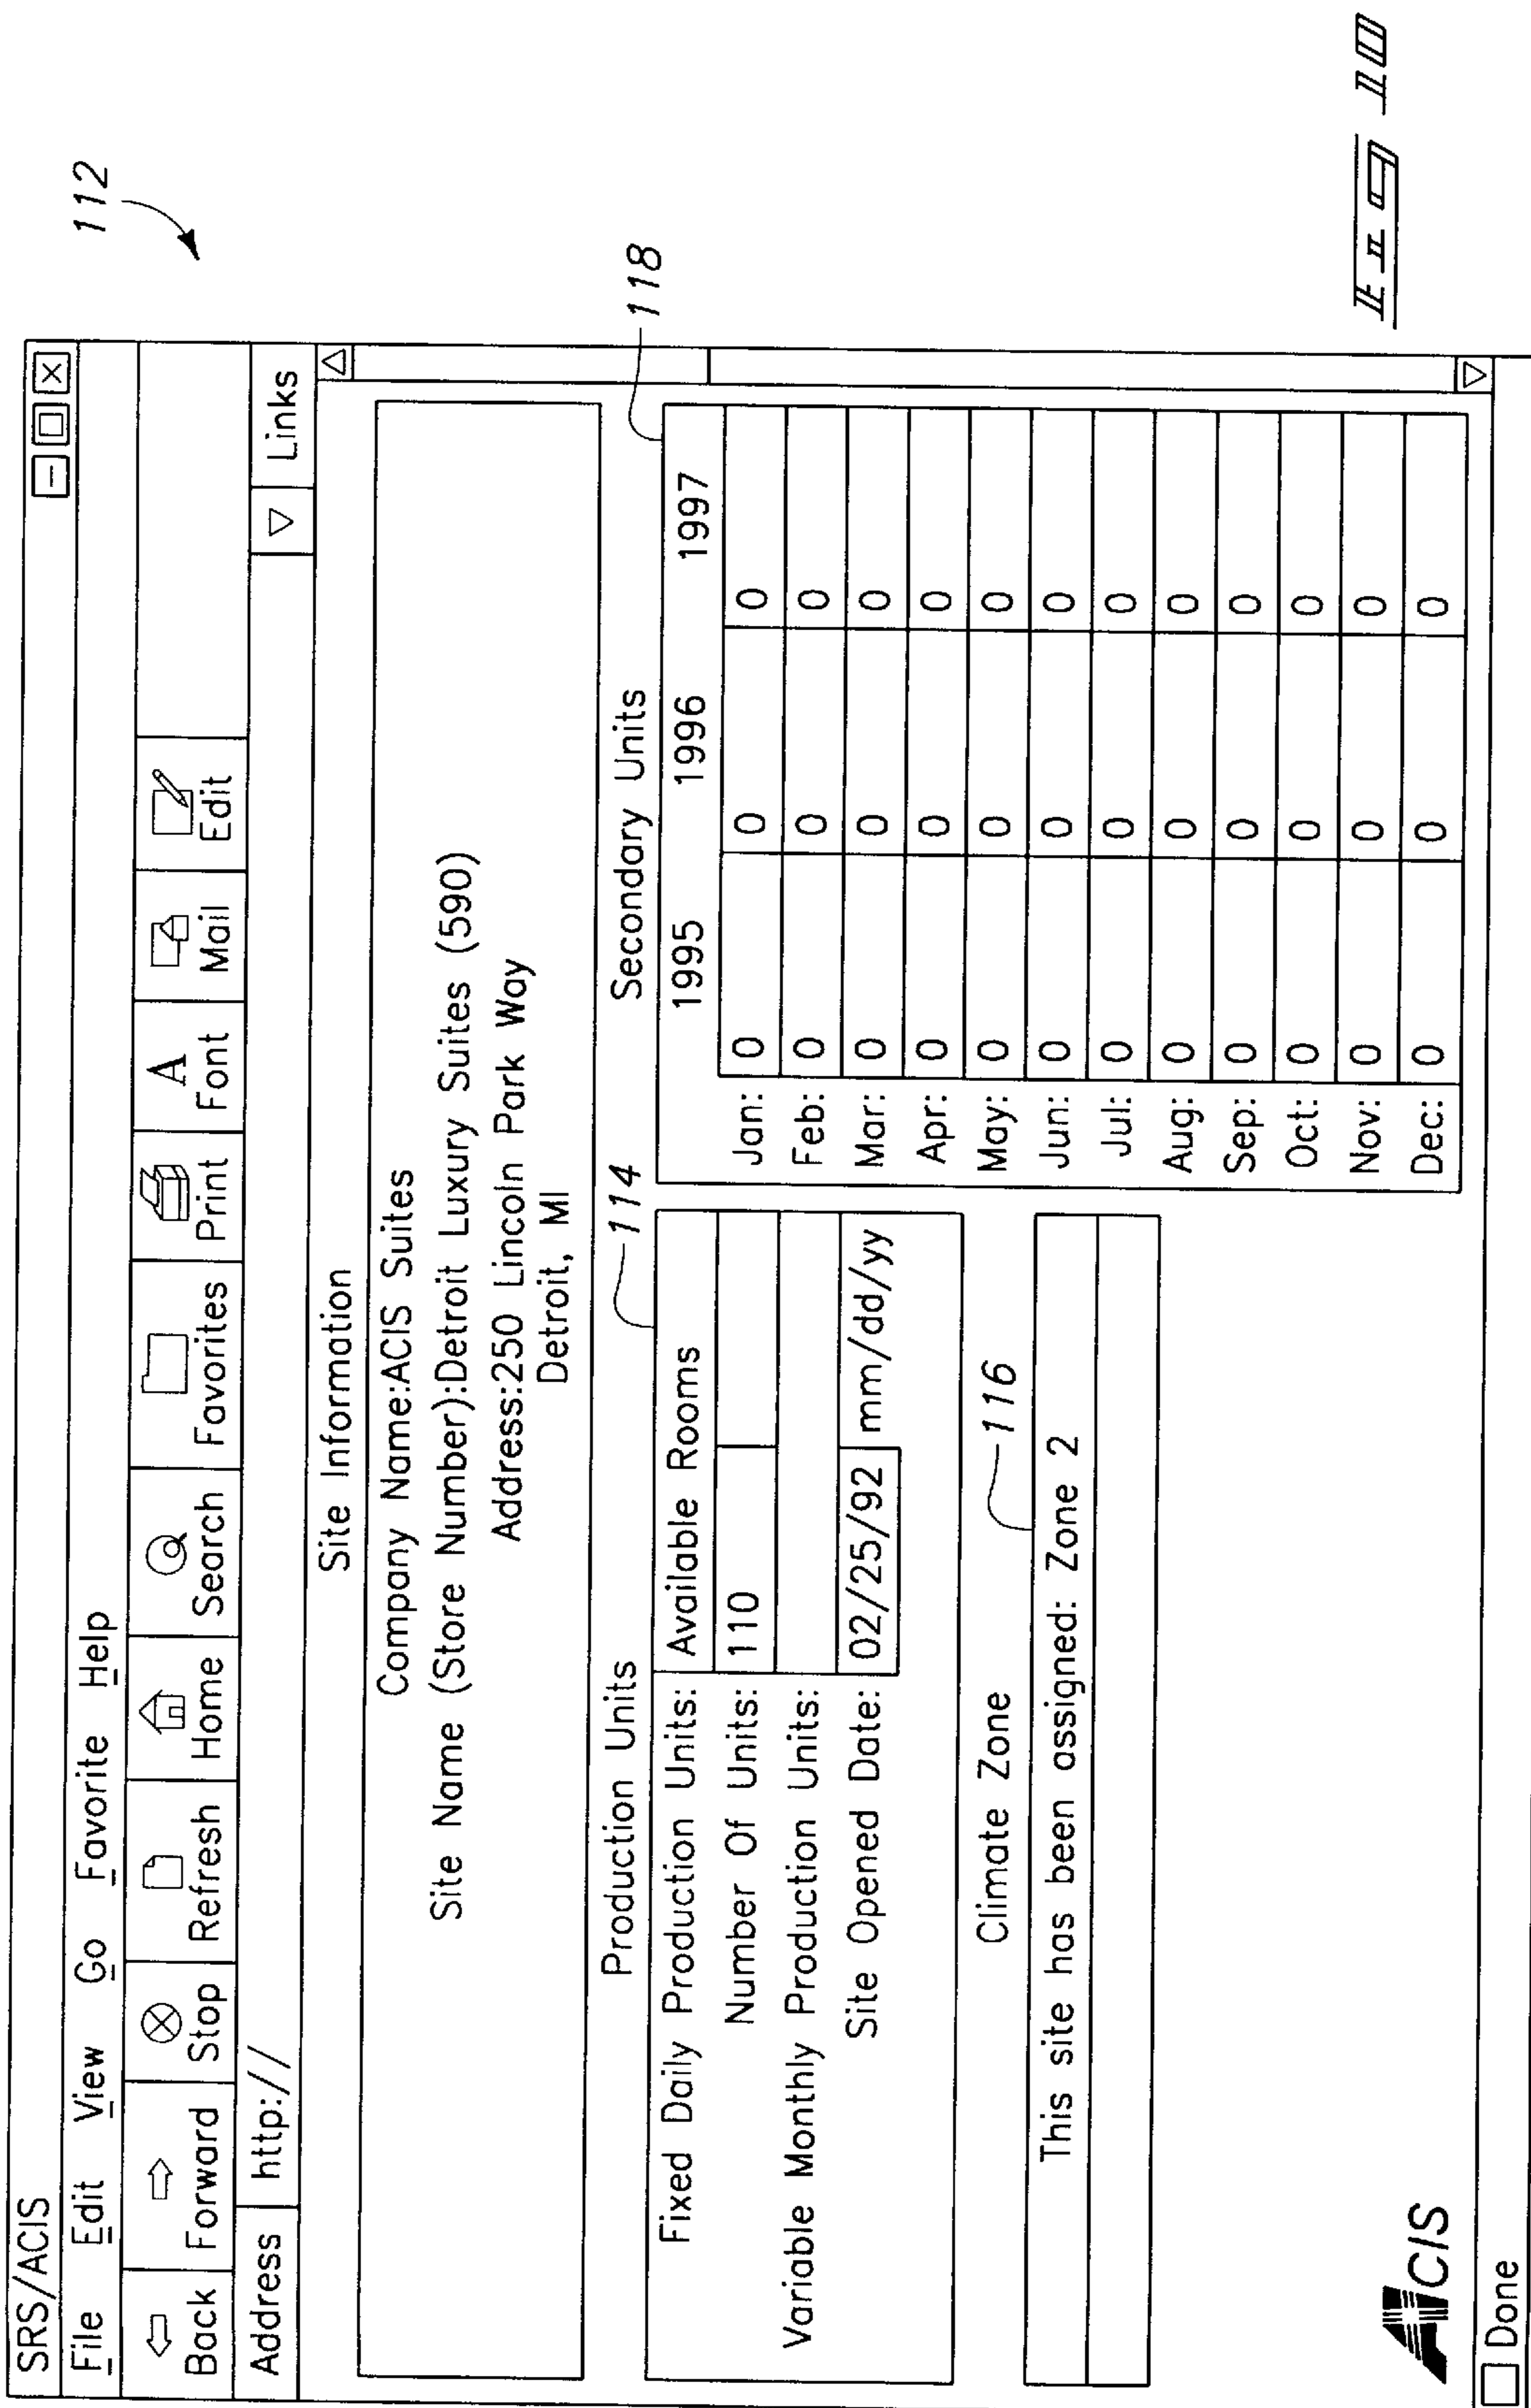 112
SRS/ACIS
File Edit View Go Favorite Help
Back Forward Stop Refresh Home Search Favorites Print A Font Mail Edit
Address http:// Links
Site Information
Company Name:ACIS Suites
Site Name (Store Number):Detroit Luxury Suites (590)
Address:250 Lincoln Park Way
Detroit, MI
Production Units
114
Fixed Daily Production Units: Available Rooms
Number Of Units: 110
Variable Monthly Production Units:
Site Opened Date: 02/25/92 mm/dd/yy
Climate Zone
116
This site has been assigned: Zone 2
Secondary Units
118
1995 1996 1997
Jan: 0 0 0
Feb: 0 0 0
Mar: 0 0 0
Apr: 0 0 0
May: 0 0 0
Jun: 0 0 0
Jul: 0 0 0
Aug: 0 0 0
Sep: 0 0 0
Oct: 0 0 0
Nov: 0 0 0
Dec: 0 0 0
ACIS
Done
Fig 10